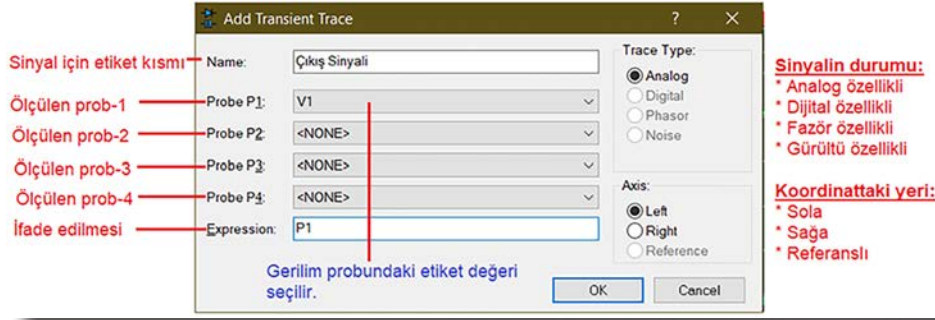 Add Transient Trace
Sinyal için etiket kısmı
Name:
Çıkış Sinyali
Ölçülen prob-1
Probe P1:
V1
Ölçülen prob-2
Probe P2:
<NONE>
Ölçülen prob-3
Probe P3:
<NONE>
Ölçülen prob-4
Probe P4:
<NONE>
İfade edilmesi
Expression:
P1
Gerilim probundaki etiket değeri
seçilir.
Trace Type:
Analog
Digital
Phasor
Noise
Axis:
Left
Right
Reference
OK
Cancel
Sinyalin durumu:
* Analog özellikli
* Dijital özellikli
* Fazör özellikli
* Gürültü özellikli
Koordinattaki yeri:
* Sola
* Sağa
* Referanslı